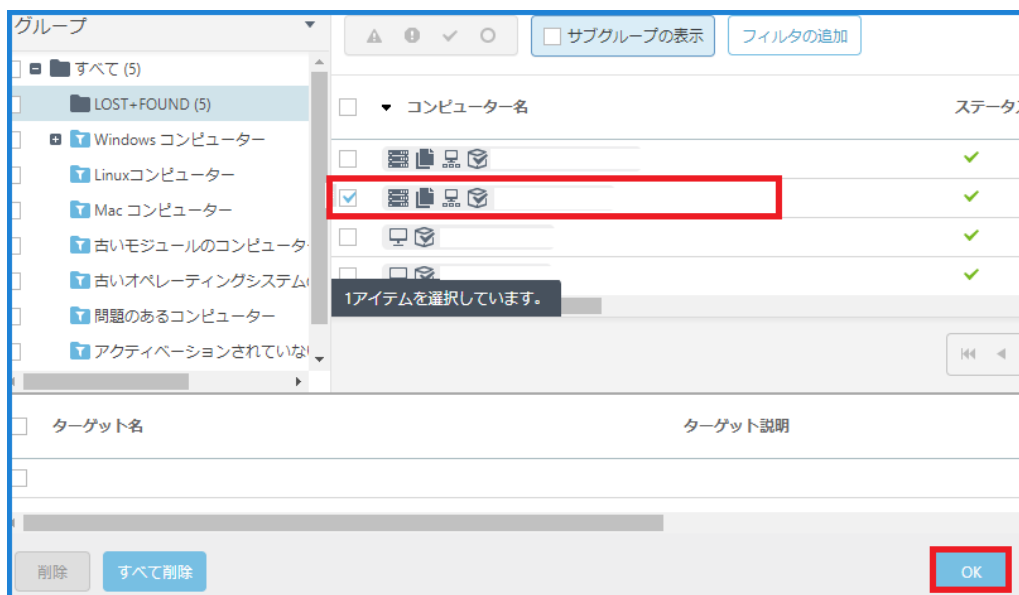 グループ
サブグループの表示
フィルタの追加
すべて (5)
LOST+FOUND (5)
Windows コンピューター
Linuxコンピューター
Mac コンピューター
古いモジュールのコンピュータ
古いオペレーティングシステム
問題のあるコンピューター
アクティベーションされていな
コンピューター名
ステータ
1アイテムを選択しています。
ターゲット名
ターゲット説明
削除
すべて削除
OK